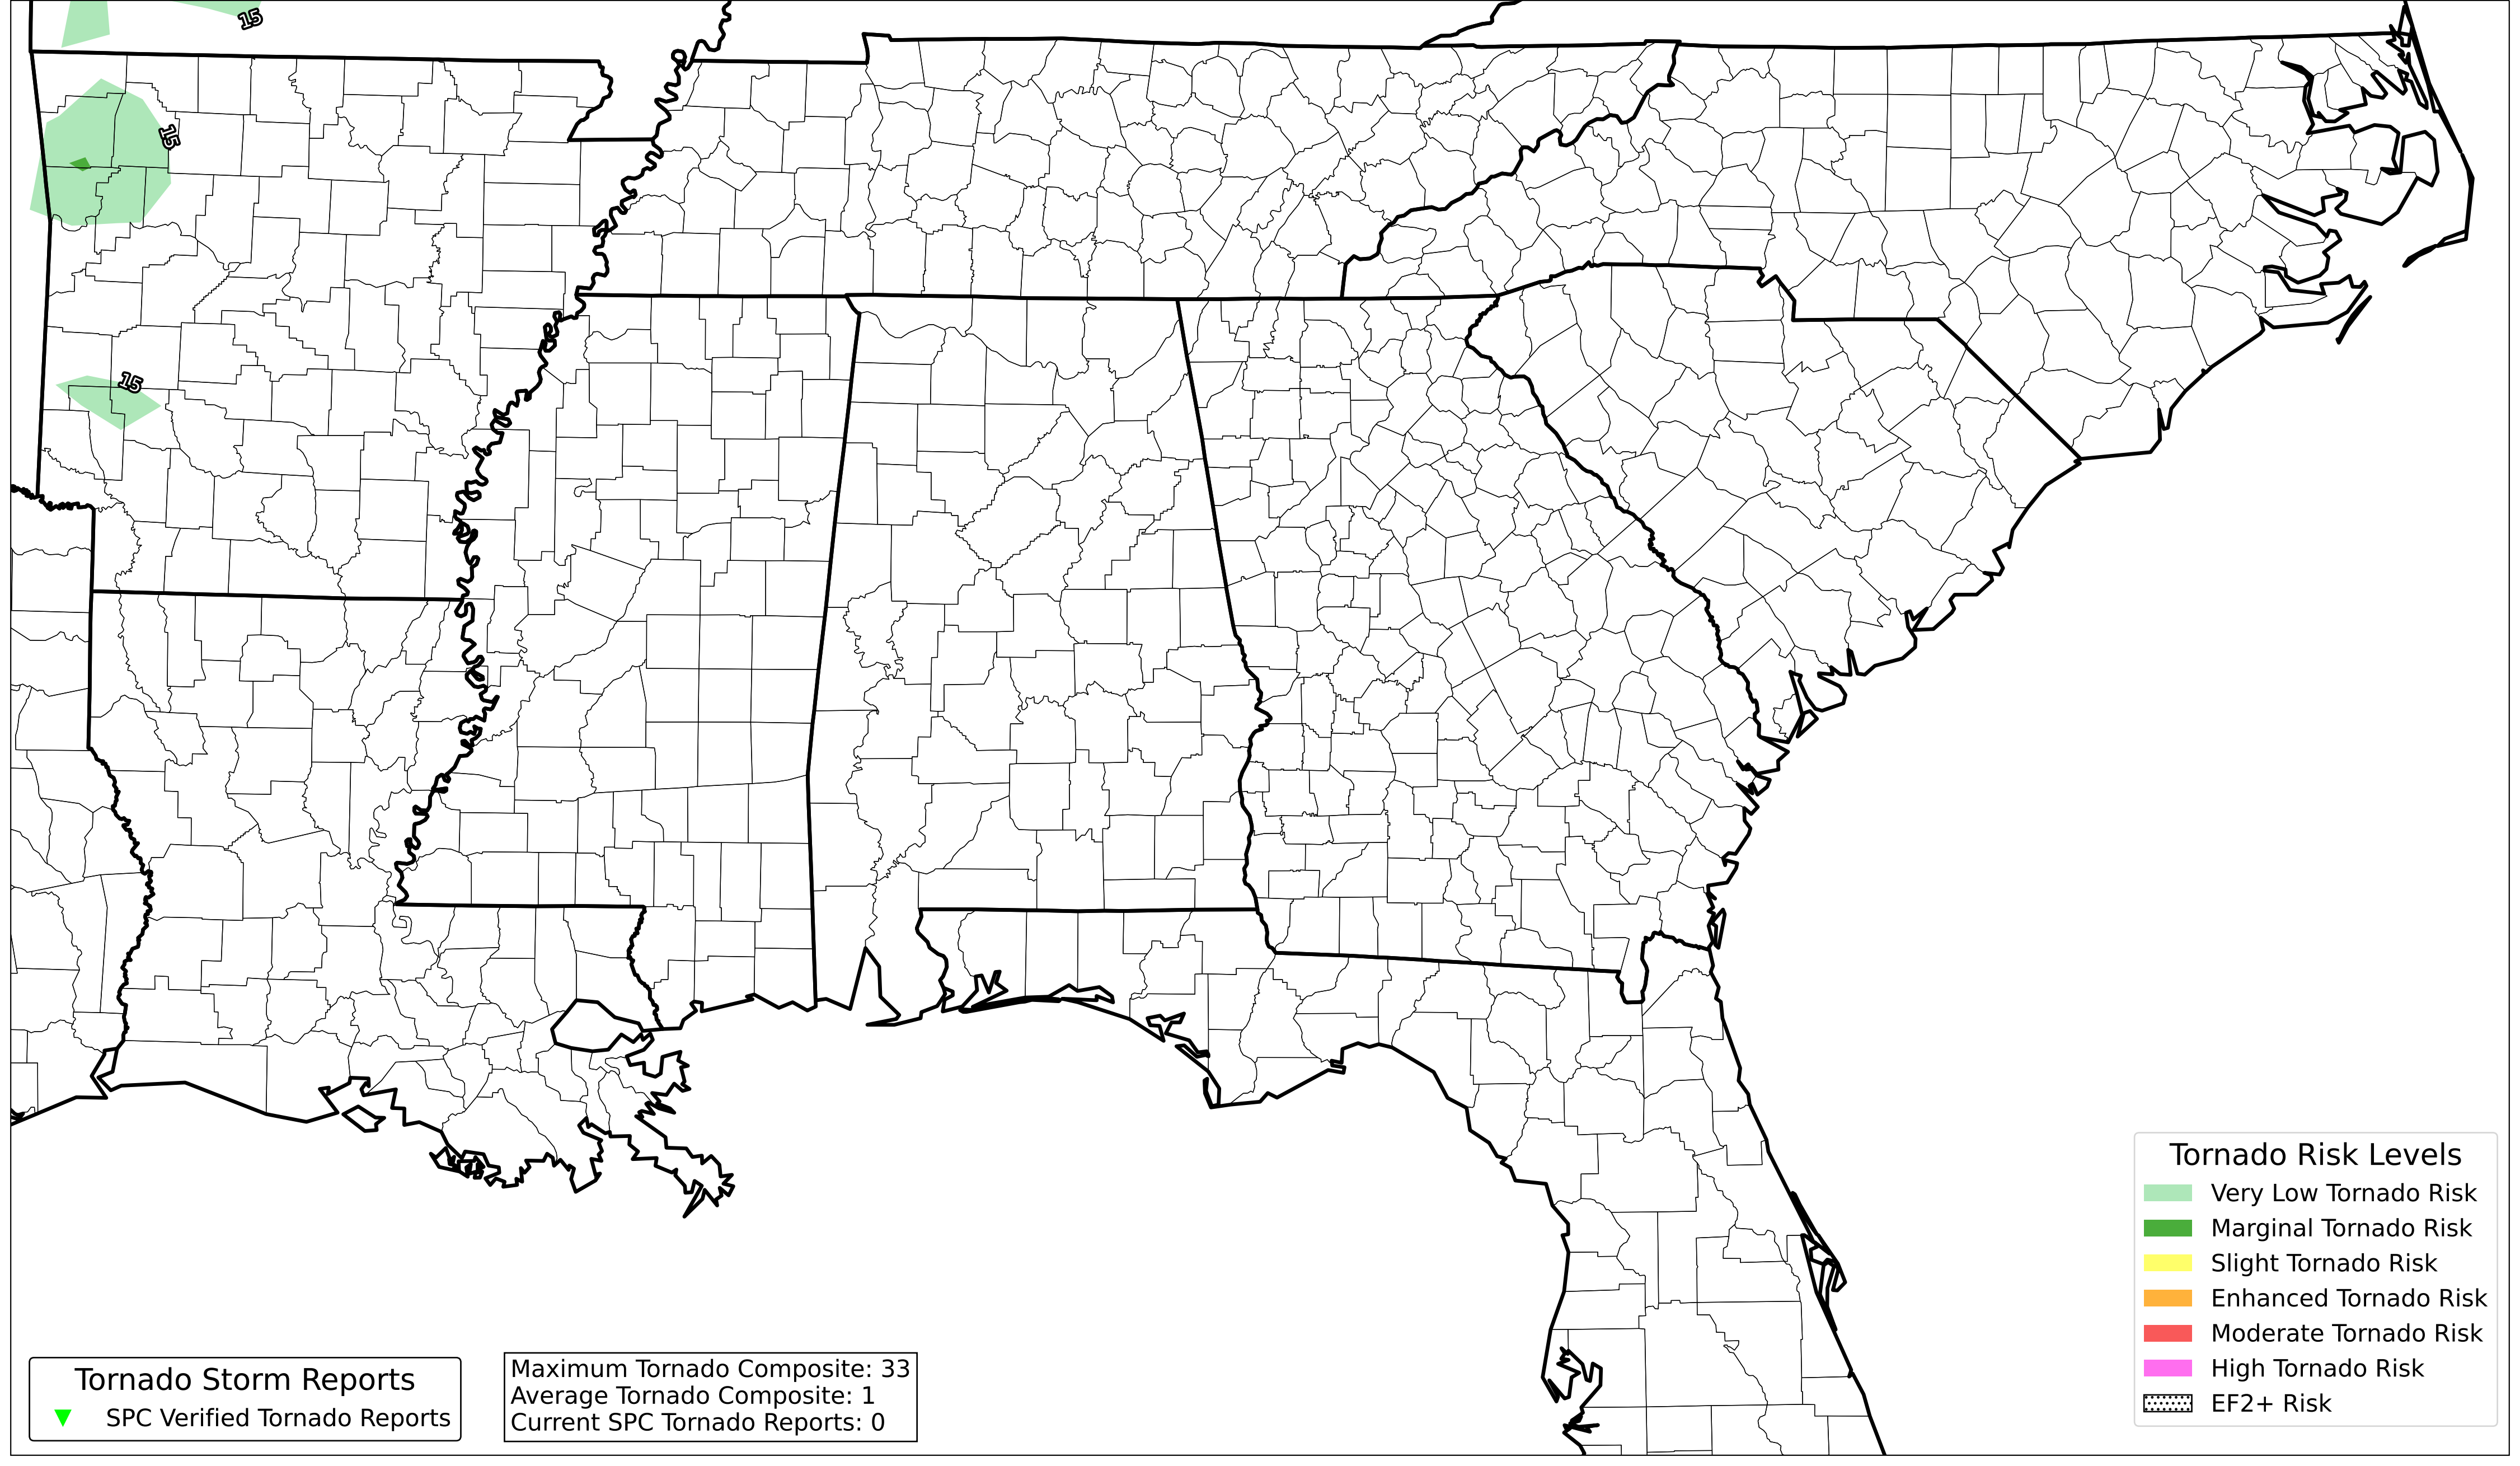 15
15
15
Tornado Risk Levels
Very Low Tornado Risk
Marginal Tornado Risk
Slight Tornado Risk
Enhanced Tornado Risk
Moderate Tornado Risk
High Tornado Risk
EF2+ Risk
Tornado Storm Reports
SPC Verified Tornado Reports
Maximum Tornado Composite: 33
Average Tornado Composite: 1
Current SPC Tornado Reports: 0